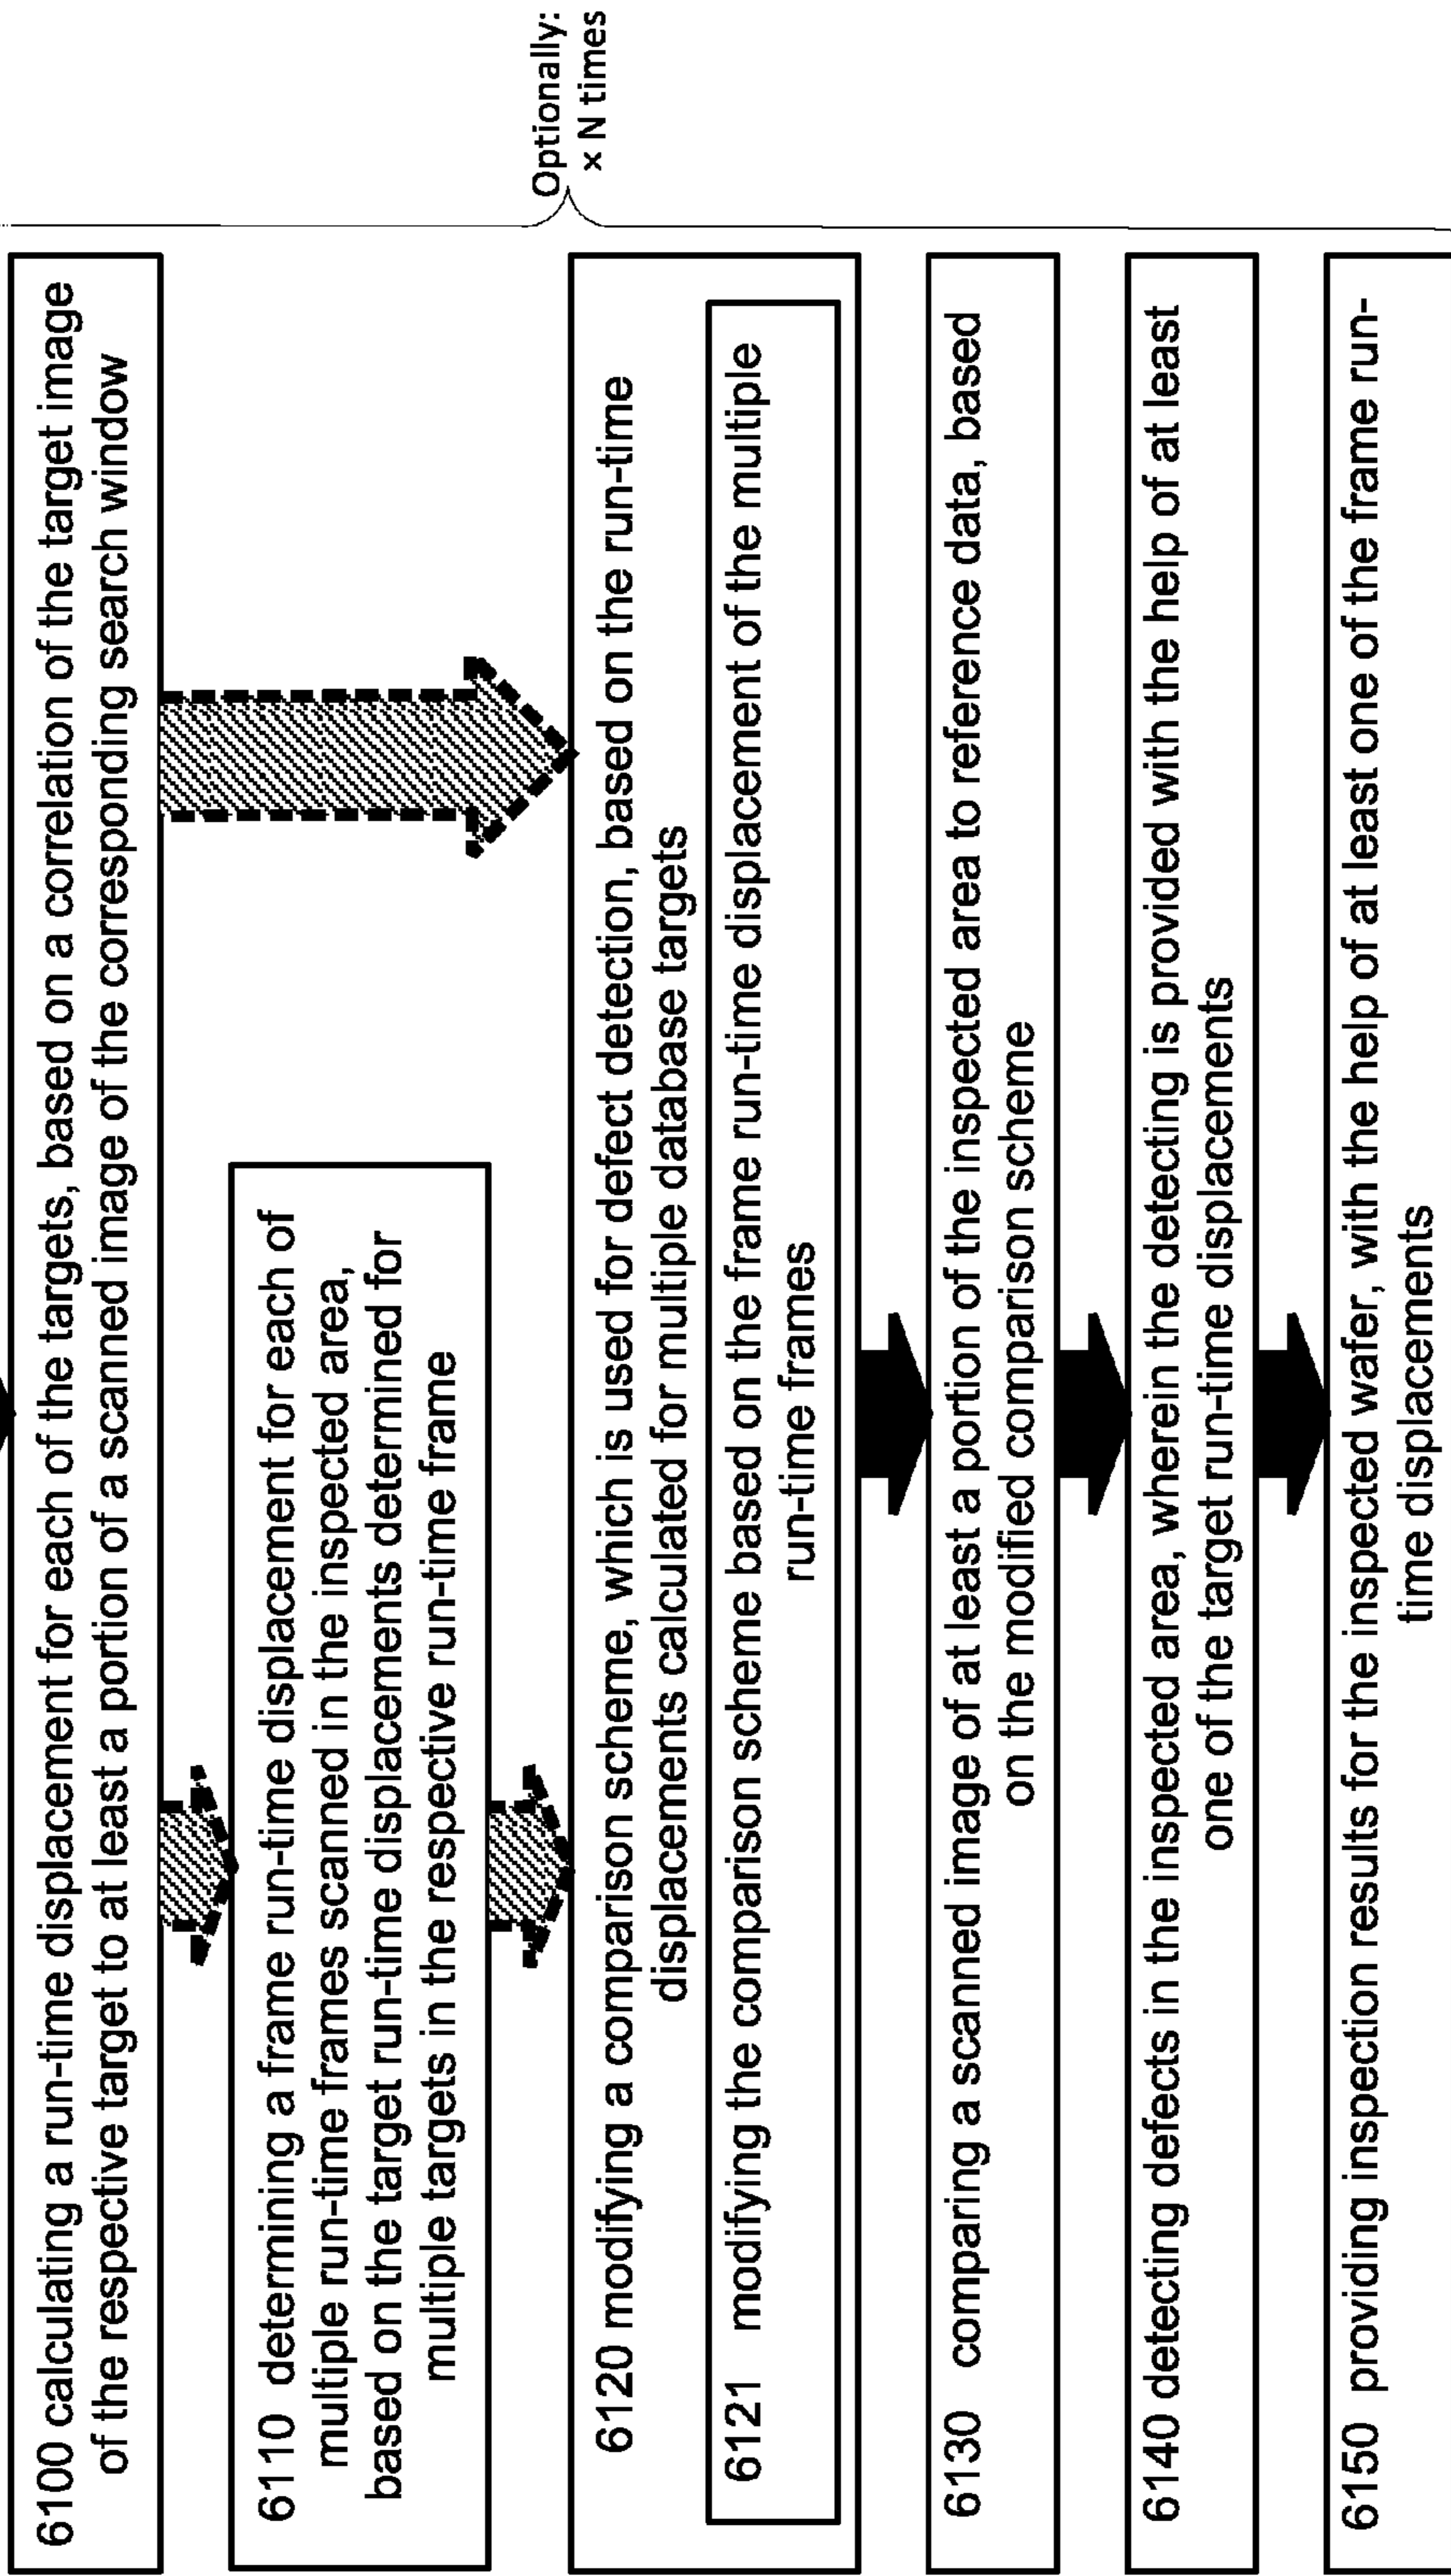 6100 calculating a run-time displacement for each of the targets, based on a correlation of the target image
of the respective target to at least a portion of a scanned image of the corresponding search window
6110 determining a frame run-time displacement for each of
multiple run-time frames scanned in the inspected area,
based on the target run-time displacements determined for
multiple targets in the respective run-time frame
Optionally:
× N times
6120 modifying a comparison scheme, which is used for defect detection, based on the run-time
displacements calculated for multiple database targets
6121 modifying the comparison scheme based on the frame run-time displacement of the multiple
run-time frames
6130 comparing a scanned image of at least a portion of the inspected area to reference data, based
on the modified comparison scheme
6140 detecting defects in the inspected area, wherein the detecting is provided with the help of at least
one of the target run-time displacements
6150 providing inspection results for the inspected wafer, with the help of at least one of the frame run-
time displacements